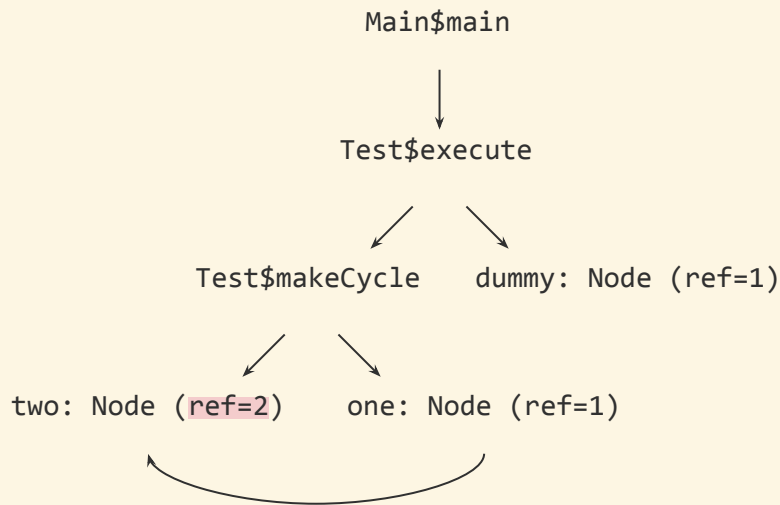 Main$main
Test$execute
Test$makeCycle dummy: Node (ref=1)
two: Node (ref=2) one: Node (ref=1)